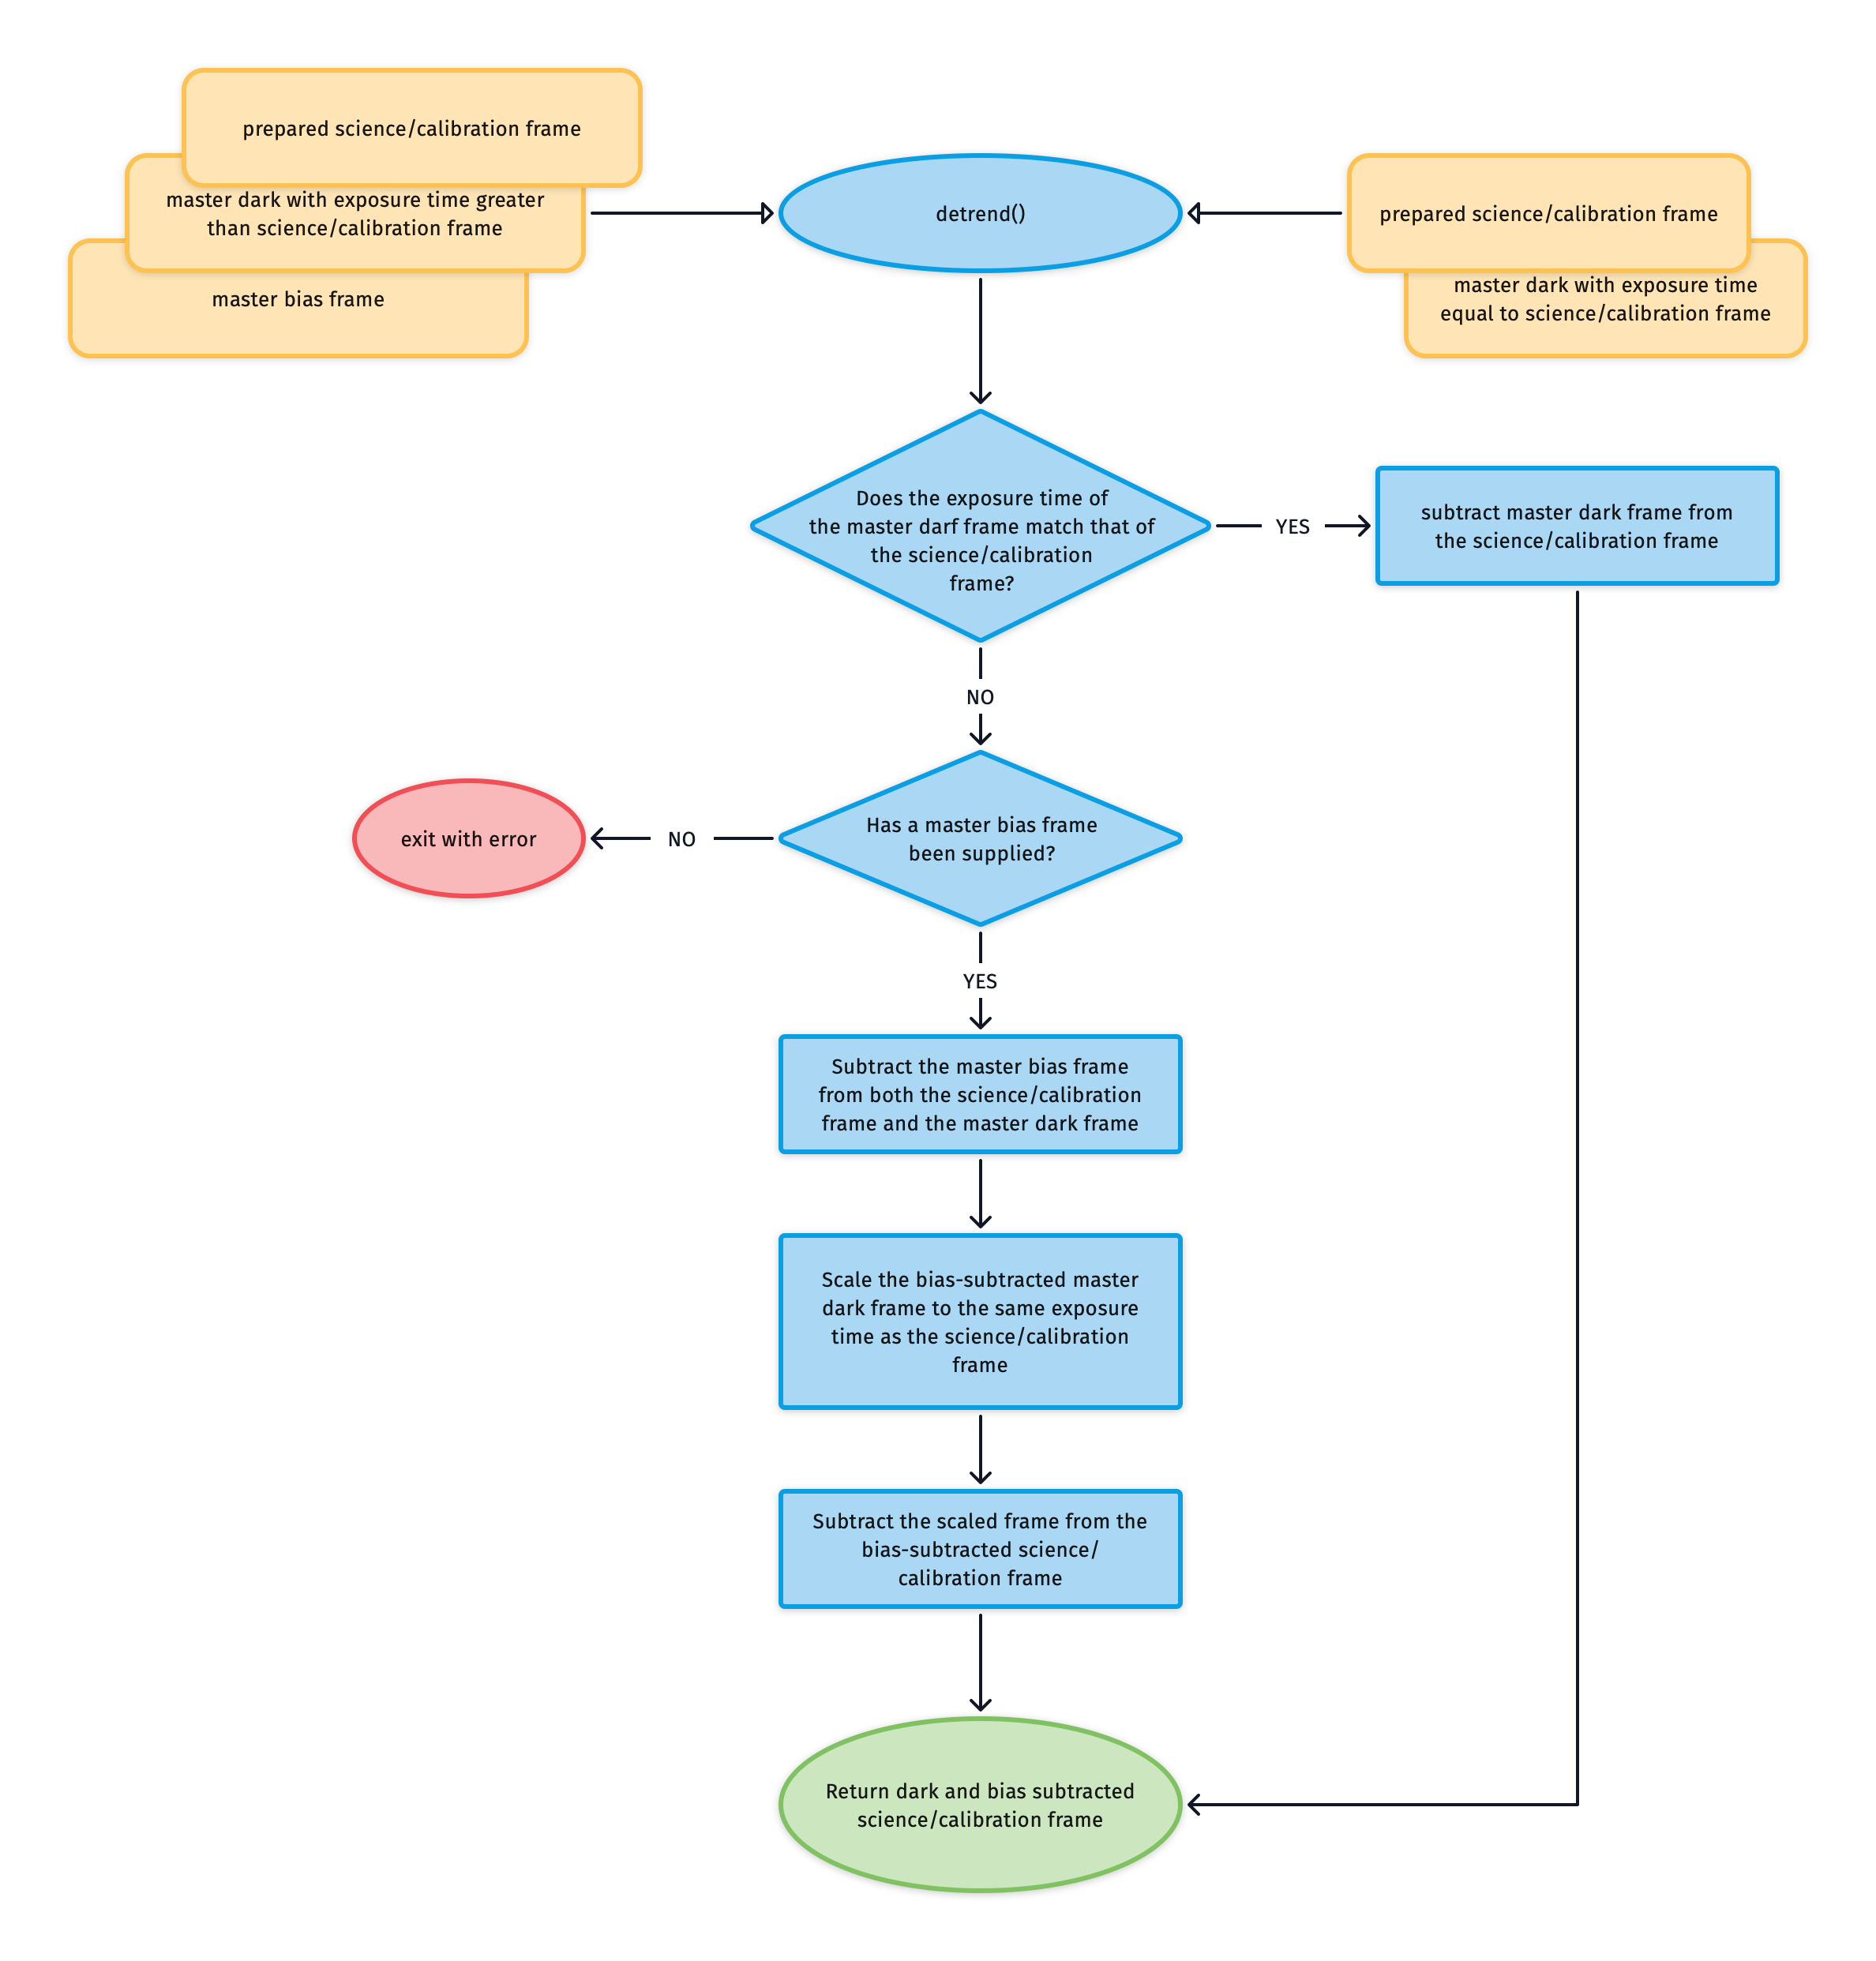 prepared science/calibration frame
master dark with exposure time greater
than science/calibration frame
master bias frame
detrend()
prepared science/calibration frame
master dark with exposure time
equal to science/calibration frame
Does the exposure time of
the master darf frame match that of
the science/calibration
frame?
YES
subtract master dark frame from
the science/calibration frame
NO
Has a master bias frame
been supplied?
NO
exit with error
YES
Subtract the master bias frame
from both the science/calibration
frame and the master dark frame
Scale the bias-subtracted master
dark frame to the same exposure
time as the science/calibration
frame
Subtract the scaled frame from the
bias-subtracted science/
calibration frame
Return dark and bias subtracted
science/calibration frame